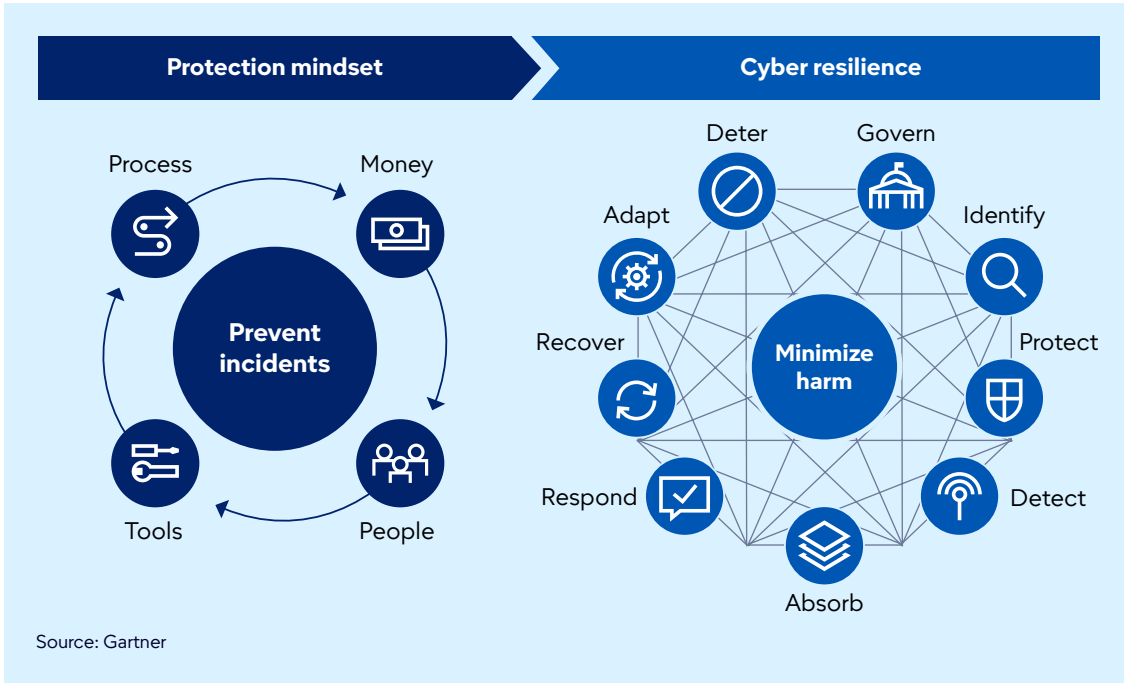 Protection mindset
Cyber resilience
Process
Money
Prevent
incidents
Tools
People
Deter
Govern
Adapt
Identify
Recover
Protect
Minimize
harm
Respond
Detect
Absorb
Source: Gartner